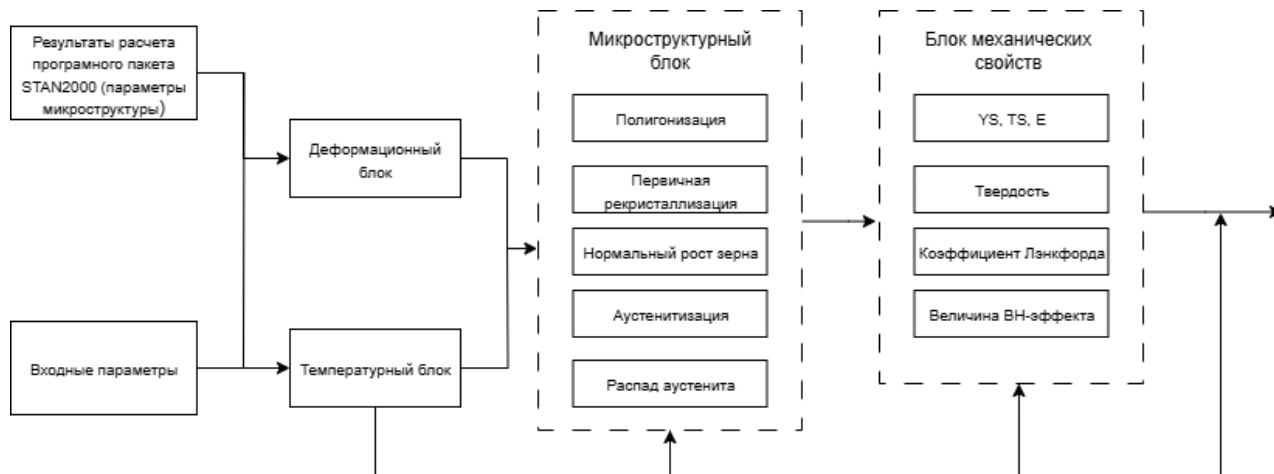 Результаты расчета
програмного пакета
STAN2000 (параметры
микроструктуры)
Входные параметры
Деформационный
блок
Температурный блок
Микроструктурный
блок
Полигонизация
Первичная
рекристаллизация
Нормальный рост зерна
Аустенитизация
Распад аустенита
Блок механических
свойств
YS, TS, E
Твердость
Коэффициент Лэнкфорда
Величина ВН-эффекта